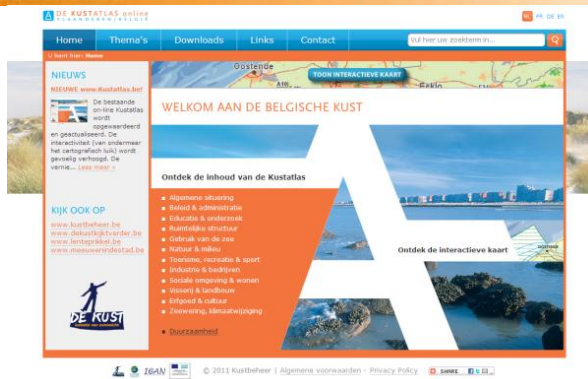 DE KUSTATLAS online
VLAANDEREN|BELGIË
NL FR DE EN
Home Thema's Downloads Links Contact
Vul hier uw zoekterm in...
U bent hier: Home
NIEUWS
NIEUWE www.Kustatlas.be!
De bestaande
on-line Kustatlas
wordt
opgewaardeerd
en geactualiseerd. De
interactiviteit (van ondermeer
het cartografisch luik) wordt
gevoelig verhoogd. De
vernie... Lees meer »
KIJK OOK OP
www.kustbeheer.be
www.dekustkijktverder.be
www.lenteprikkel.be
www.meeuwenindestad.be
DE KUST
Oostende
TOON INTERACTIEVE KAART
WELKOM AAN DE BELGISCHE KUST
Ontdek de inhoud van de Kustatlas
Algemene situering
Beleid & administratie
Educatie & onderzoek
Ruimtelijke structuur
Gebruik van de zee
Natuur & milieu
Toerisme, recreatie & sport
Industrie & bedrijven
Sociale omgeving & wonen
Visserij & landbouw
Erfgoed & cultuur
Zeewering, klimaatwijziging
Duurzaamheid
Ontdek de interactieve kaart
© 2011 Kustbeheer | Algemene voorwaarden - Privacy Policy
SHARE